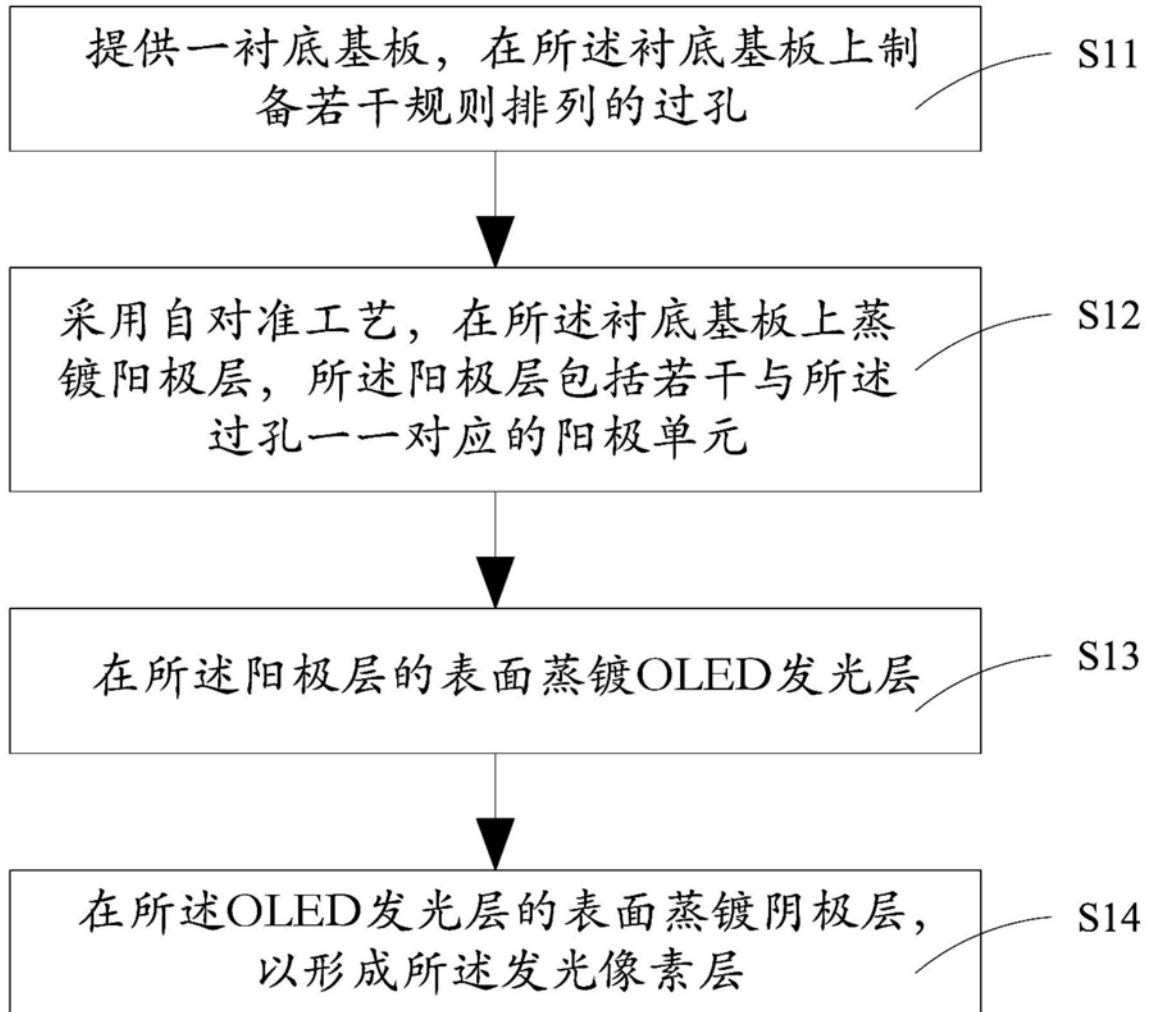 提供一衬底基板，在所述衬底基板上制
备若干规则排列的过孔
S11
采用自对准工艺，在所述衬底基板上蒸
镀阳极层，所述阳极层包括若干与所述
过孔一一对应的阳极单元
S12
在所述阳极层的表面蒸镀OLED发光层
S13
在所述OLED发光层的表面蒸镀阴极层，
以形成所述发光像素层
S14